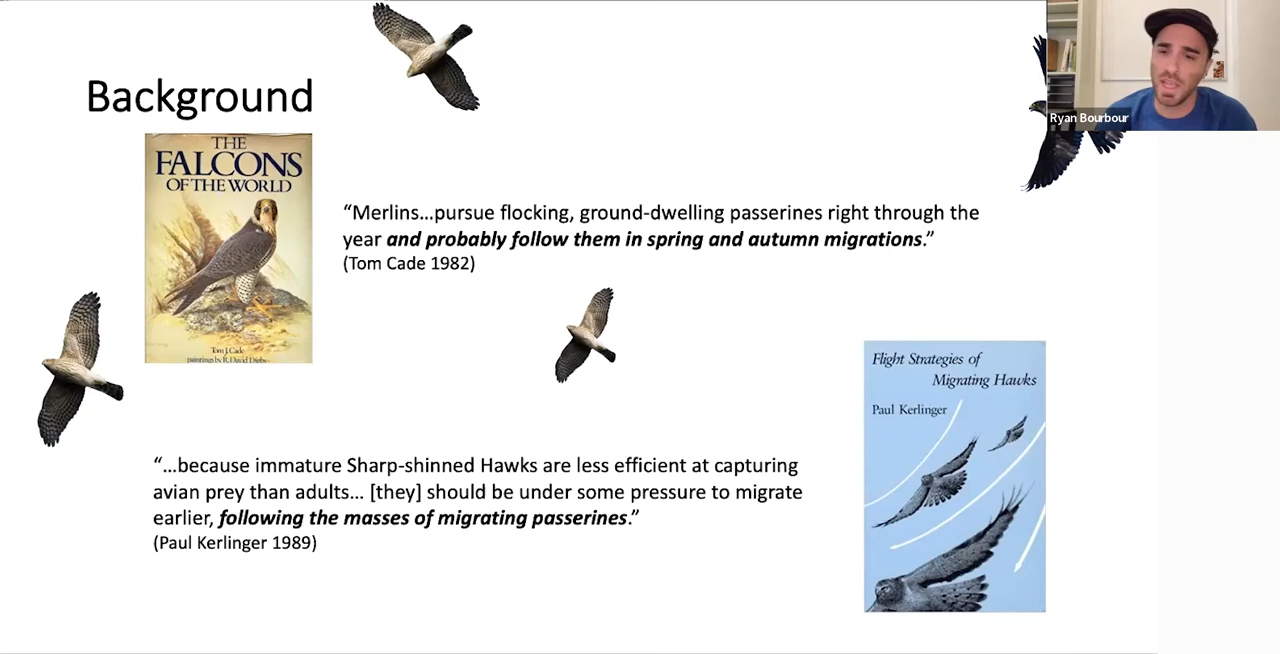 Background
Ryan Bourbour
THE
FALCONS
OF THE WORLD
Tom J. Cade
paintings by R. David Digby
“Merlins…pursue flocking, ground-dwelling passerines right through the
year and probably follow them in spring and autumn migrations.”
(Tom Cade 1982)
Flight Strategies of
Migrating Hawks
Paul Kerlinger
“…because immature Sharp-shinned Hawks are less efficient at capturing
avian prey than adults… [they] should be under some pressure to migrate
earlier, following the masses of migrating passerines.”
(Paul Kerlinger 1989)